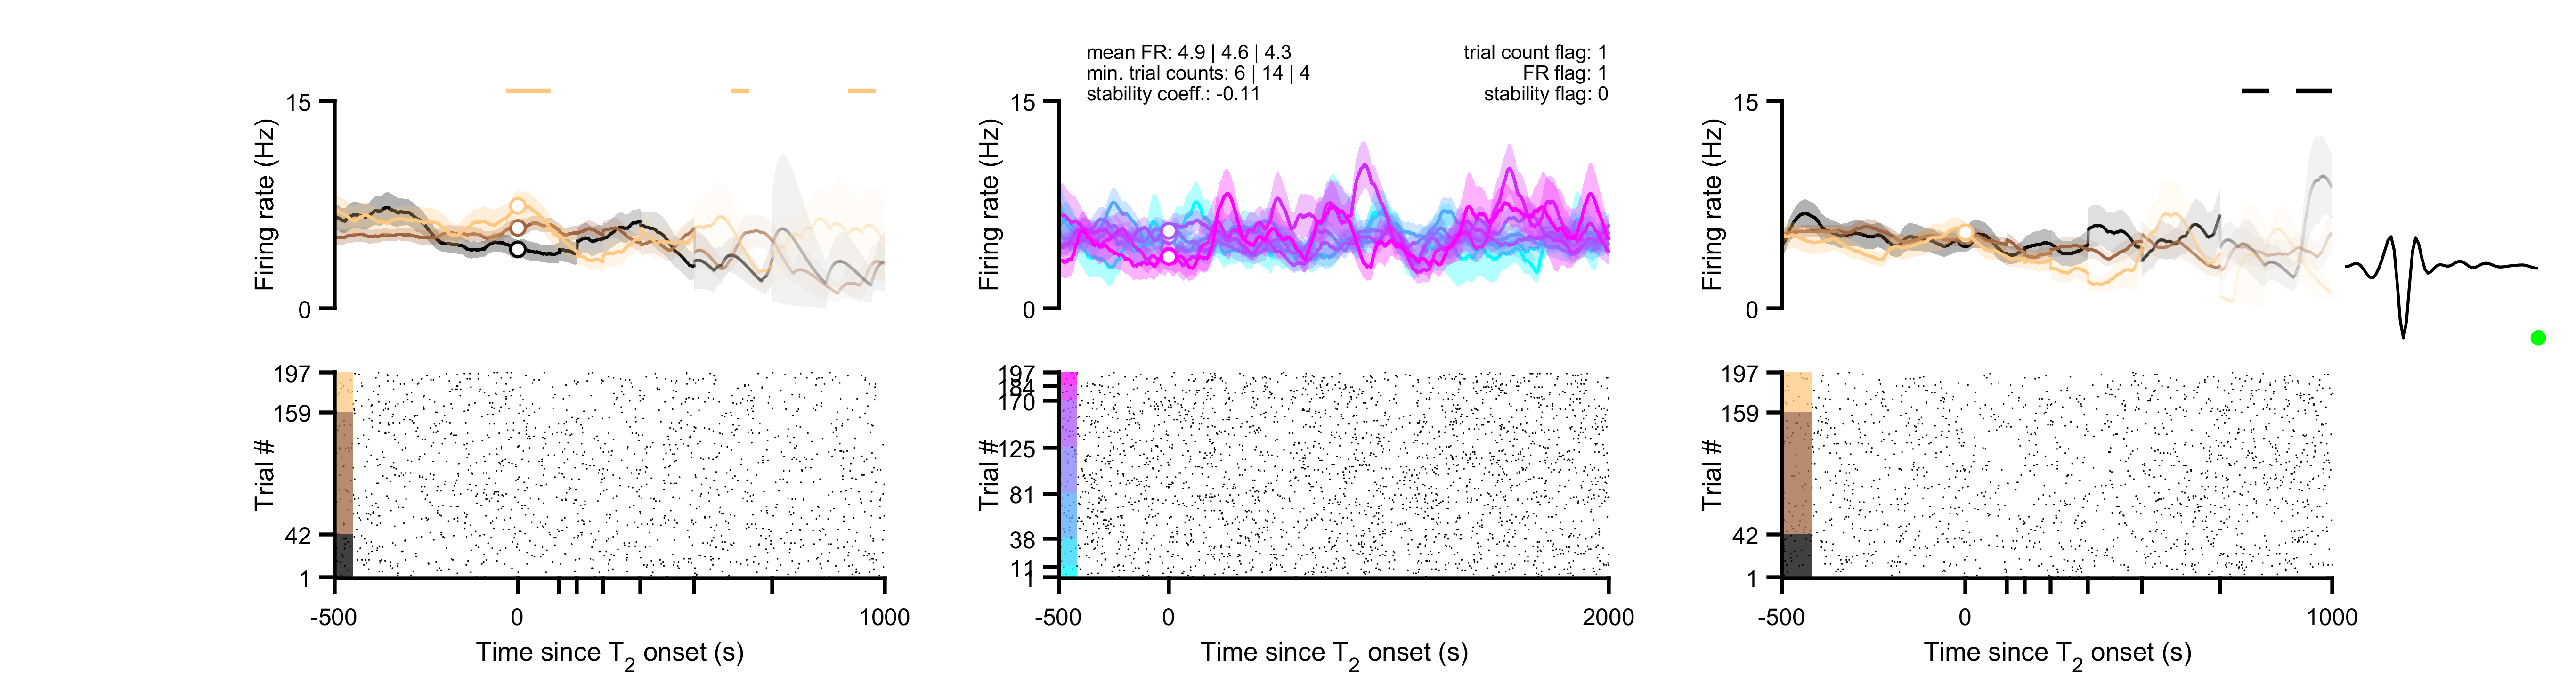 mean FR: 4.9 | 4.6 | 4.3
min. trial counts: 6 | 14 | 4
stability coeff.: -0.11
trial count flag: 1
FR flag: 1
stability flag: 0
15
0
Firing rate (Hz)
197
159
42
1
Trial #
-500
0
1000
Time since T2 onset (s)
15
0
Firing rate (Hz)
197
184
170
125
81
38
11
1
Trial #
-500
0
2000
Time since T2 onset (s)
15
0
Firing rate (Hz)
197
159
42
1
Trial #
-500
0
1000
Time since T2 onset (s)